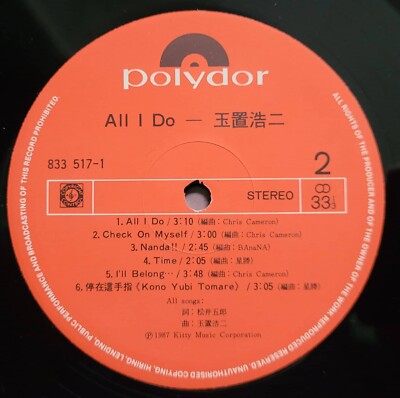 polydor
All I Do — 玉置浩二
833 517-1
2
STEREO
33⅓
1. All I Do / 3:10 (編曲：Chris Cameron)
2. Check On Myself / 3:00 (編曲：Chris Cameron)
3. Nanda!! / 2:45 (編曲：BAnaNA)
4. Time / 2:05 (編曲：星勝)
5. I'll Belong… / 3:48 (編曲：Chris Cameron)
6. 停在這手指《Kono Yubi Tomare》 / 3:05 (編曲：星勝)
All songs:
詞：松井五郎
曲：玉置浩二
Ⓟ1987 Kitty Music Corporation
ALL RIGHTS OF THE PRODUCER AND OF THE OWNER OF THE WORK REPRODUCED RESERVED. UNAUTHORISED COPYING, HIRING, LENDING, PUBLIC PERFORMANCE AND BROADCASTING OF THIS RECORD PROHIBITED.